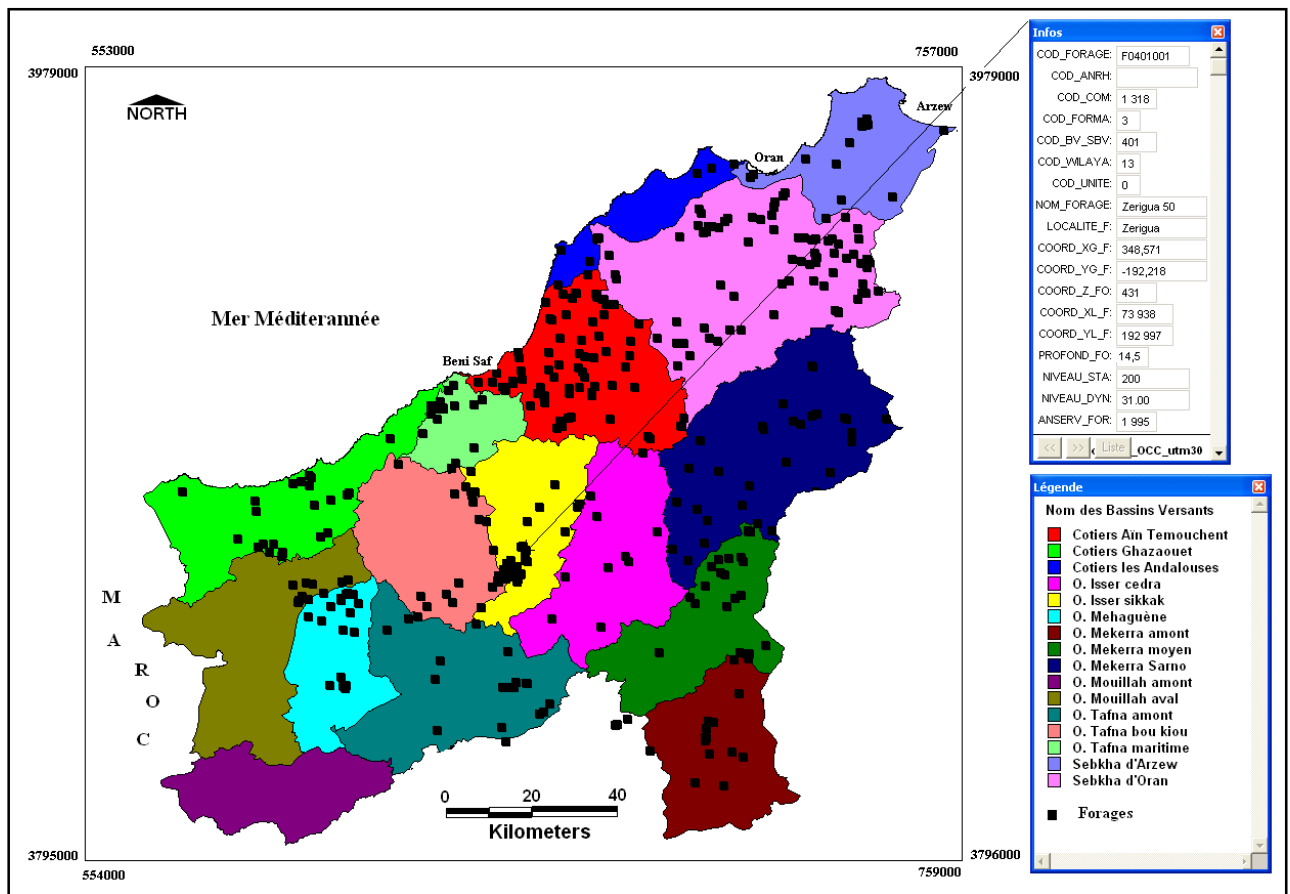 553000
757000
3979000
3979000
NORTH
Arzew
Oran
Mer Méditerannée
Beni Saf
M
A
R
O
C
0
20
40
Kilometers
3795000
3796000
554000
759000
Infos
COD_FORAGE: F0401001
COD_ANRH:
COD_COM: 1 318
COD_FORMA: 3
COD_BV_SBV: 401
COD_WILAYA: 13
COD_UNITE: 0
NOM_FORAGE: Zerigua 50
LOCALITE_F: Zerigua
COORD_XG_F: 348,571
COORD_YG_F: -192,218
COORD_Z_FO: 431
COORD_XL_F: 73 938
COORD_YL_F: 192 997
PROFOND_FO: 14,5
NIVEAU_STA: 200
NIVEAU_DYN: 31.00
ANSERV_FOR: 1 995
<< >> Liste _OCC_utm30
Légende
Nom des Bassins Versants
Cotiers Aïn Temouchent
Cotiers Ghazaouet
Cotiers les Andalouses
O. Isser cedra
O. Isser sikkak
O. Mehaguène
O. Mekerra amont
O. Mekerra moyen
O. Mekerra Sarno
O. Mouillah amont
O. Mouillah aval
O. Tafna amont
O. Tafna bou kiou
O. Tafna maritime
Sebkha d'Arzew
Sebkha d'Oran
Forages